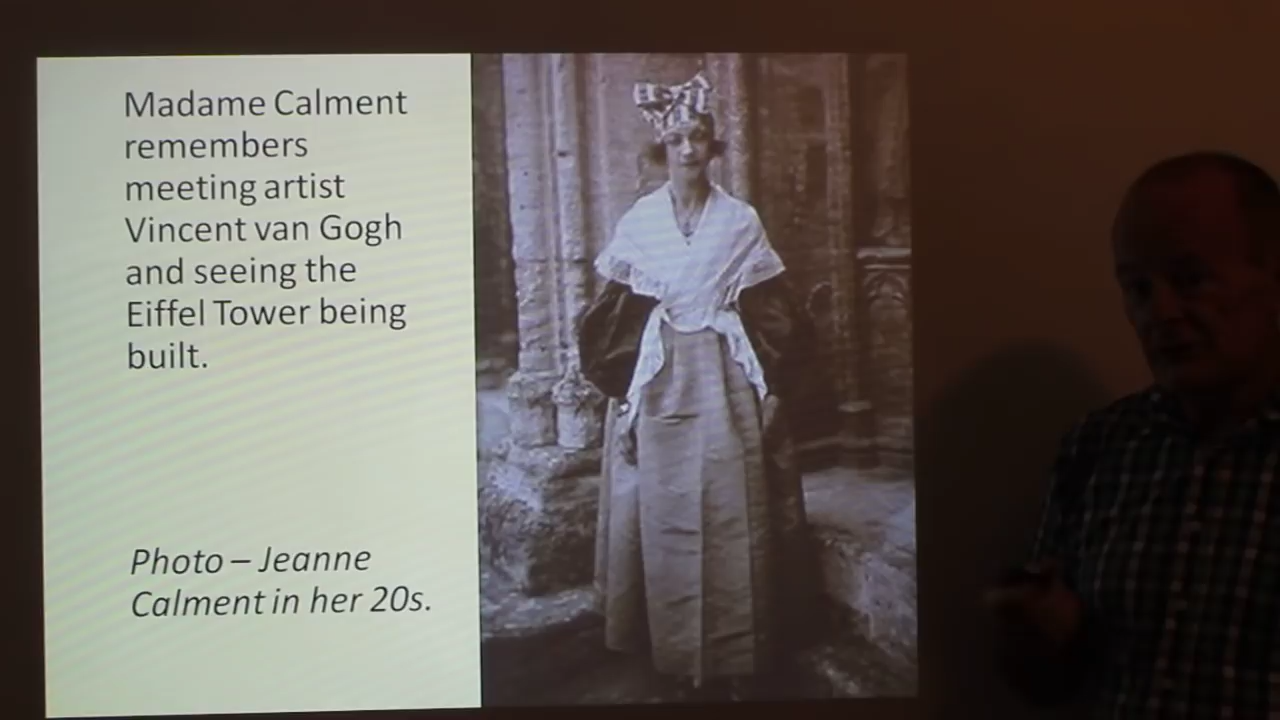 Madame Calment
remembers
meeting artist
Vincent van Gogh
and seeing the
Eiffel Tower being
built.
Photo – Jeanne
Calment in her 20s.